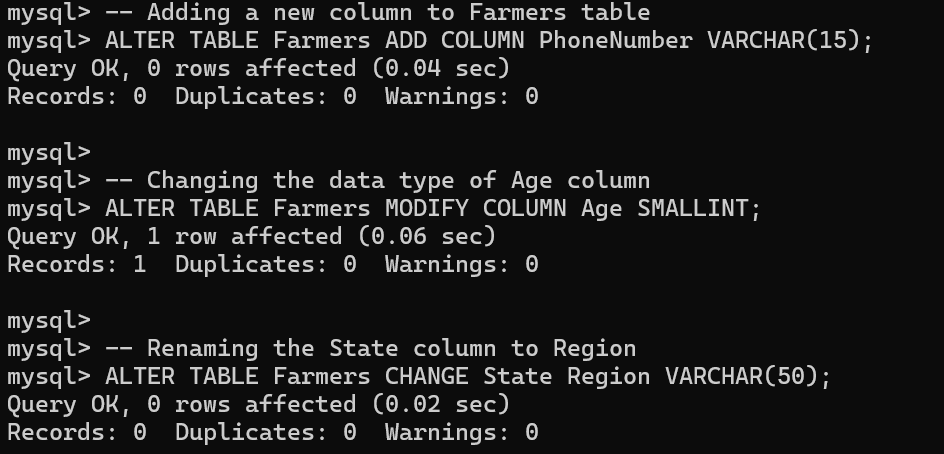 mysql> -- Adding a new column to Farmers table
mysql> ALTER TABLE Farmers ADD COLUMN PhoneNumber VARCHAR(15);
Query OK, 0 rows affected (0.04 sec)
Records: 0  Duplicates: 0  Warnings: 0

mysql>
mysql> -- Changing the data type of Age column
mysql> ALTER TABLE Farmers MODIFY COLUMN Age SMALLINT;
Query OK, 1 row affected (0.06 sec)
Records: 1  Duplicates: 0  Warnings: 0

mysql>
mysql> -- Renaming the State column to Region
mysql> ALTER TABLE Farmers CHANGE State Region VARCHAR(50);
Query OK, 0 rows affected (0.02 sec)
Records: 0  Duplicates: 0  Warnings: 0